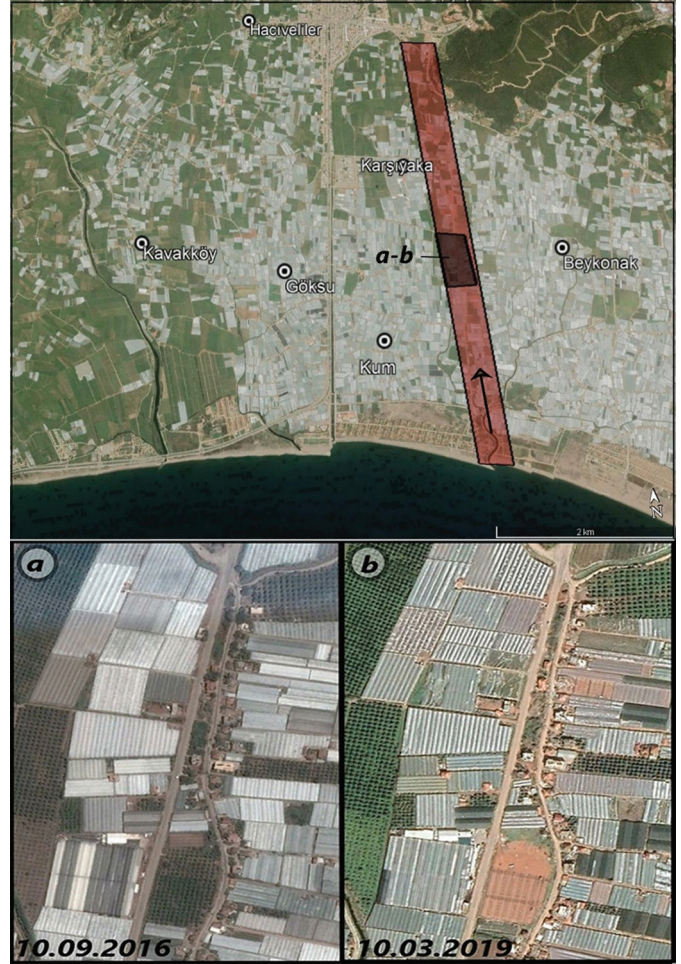 Hacıveliler
Karşıyaka
a-b
Kavakköy
Beykonak
Göksu
Kum
N
2 km
a
b
10.09.2016
10.03.2019